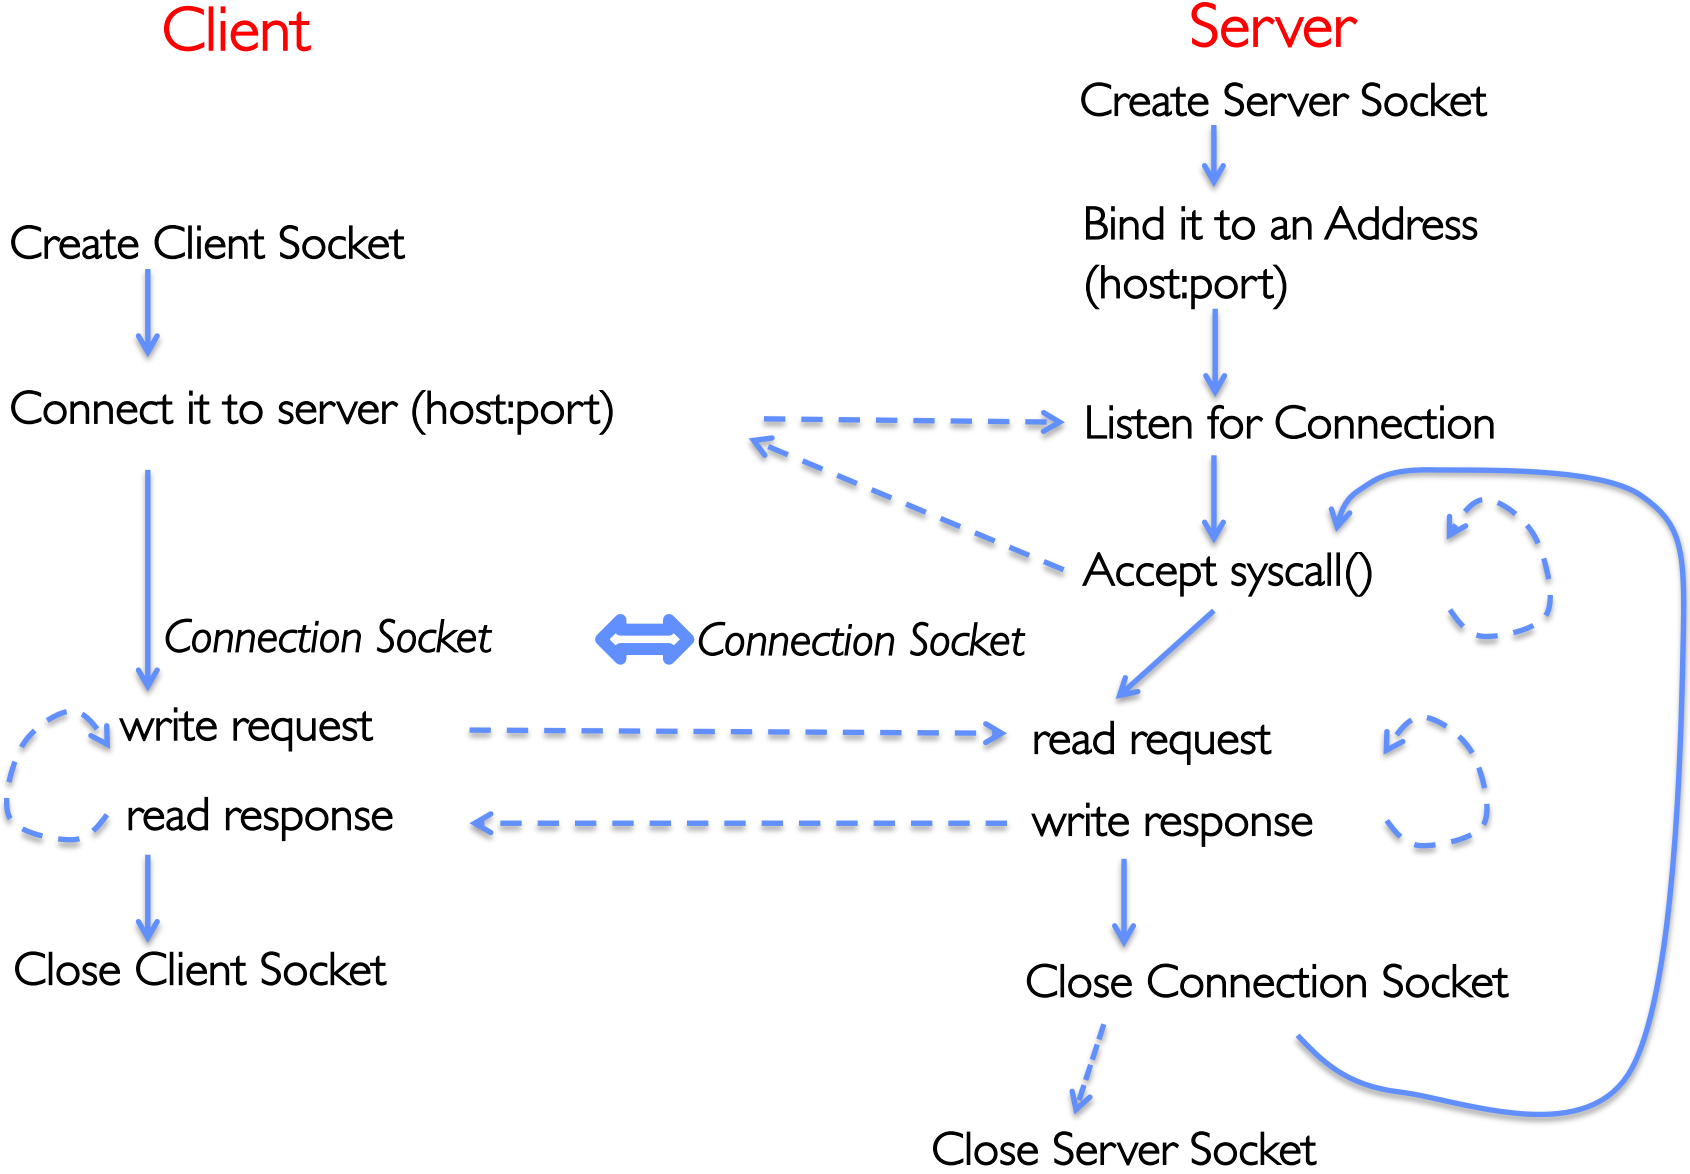 Client
Server
Create Server Socket
Create Client Socket
Bind it to an Address
(host:port)
Connect it to server (host:port)
Listen for Connection
Accept syscall()
Connection Socket
Connection Socket
write request
read request
read response
write response
Close Client Socket
Close Connection Socket
Close Server Socket